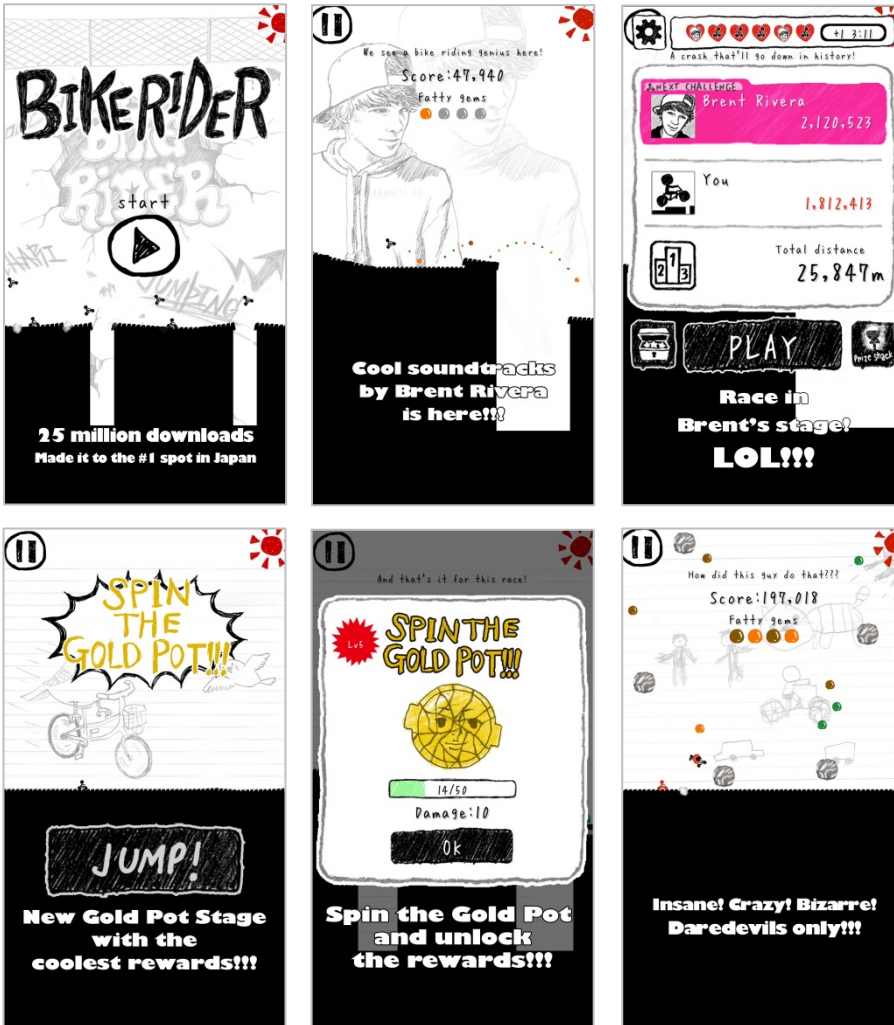 BIKERIDER
start
JUMPING
25 million downloads
Made it to the #1 spot in Japan
We see a bike riding genius here!
Score:47,940
Fatty gems
Cool soundtracks
by Brent Rivera
is here!!!
+1 3:11
A crash that'll go down in history!
NEXT CHALLENGE
Brent Rivera
2,120,523
You
1,812,413
2 1 3
Total distance
25,847m
PLAY
Prize shack
Race in
Brent's stage!
LOL!!!
SPIN
THE
GOLD POT!!!
JUMP!
New Gold Pot Stage
with the
coolest rewards!!!
And that's it for this race!
Lv5
SPIN THE
GOLD POT!!!
14/50
Damage:10
Ok
Spin the Gold Pot
and unlock
the rewards!!!
How did this guy do that???
Score:197,018
Fatty gems
Insane! Crazy! Bizarre!
Daredevils only!!!